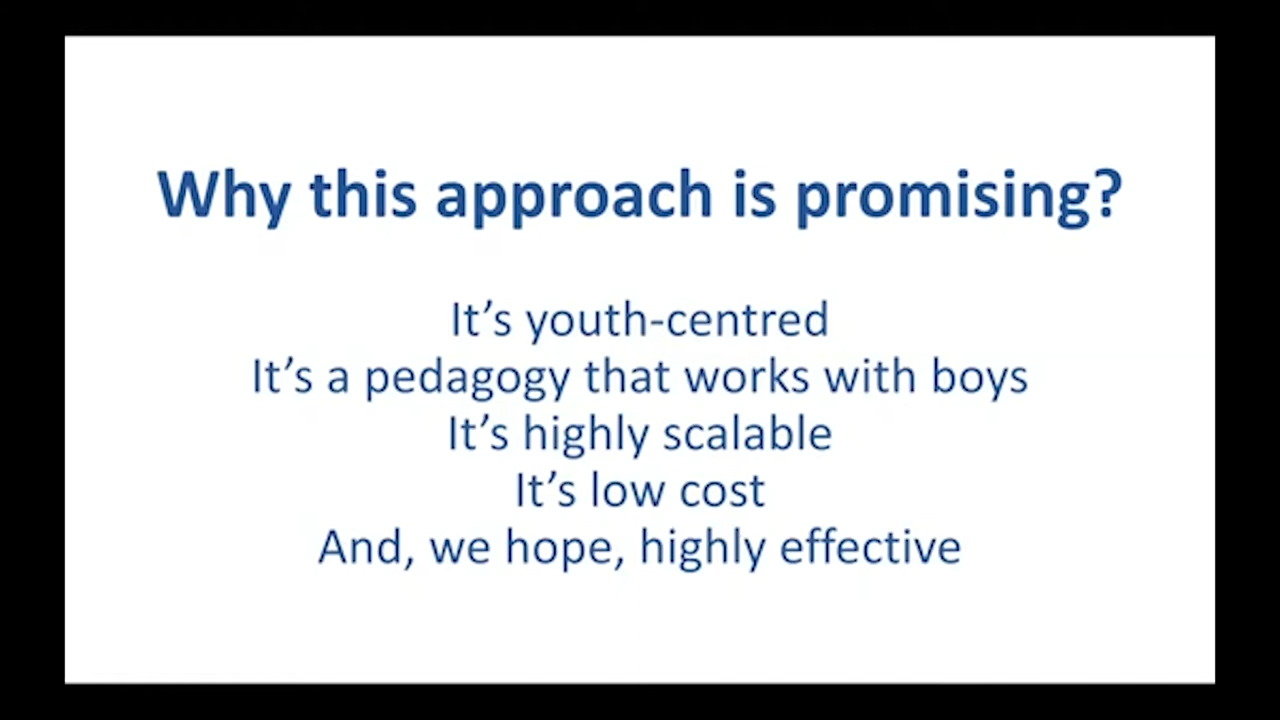 Why this approach is promising?
It’s youth-centred
It’s a pedagogy that works with boys
It’s highly scalable
It’s low cost
And, we hope, highly effective